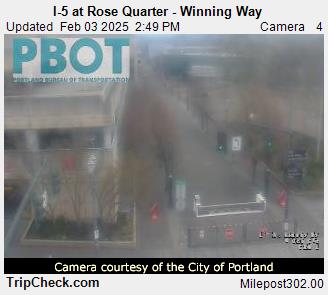 I-5 at Rose Quarter - Winning Way
Updated Feb 03 2025 2:49 PM Camera 4
PBOT
PORTLAND BUREAU OF TRANSPORTATION
Camera courtesy of the City of Portland
TripCheck.com Milepost302.00